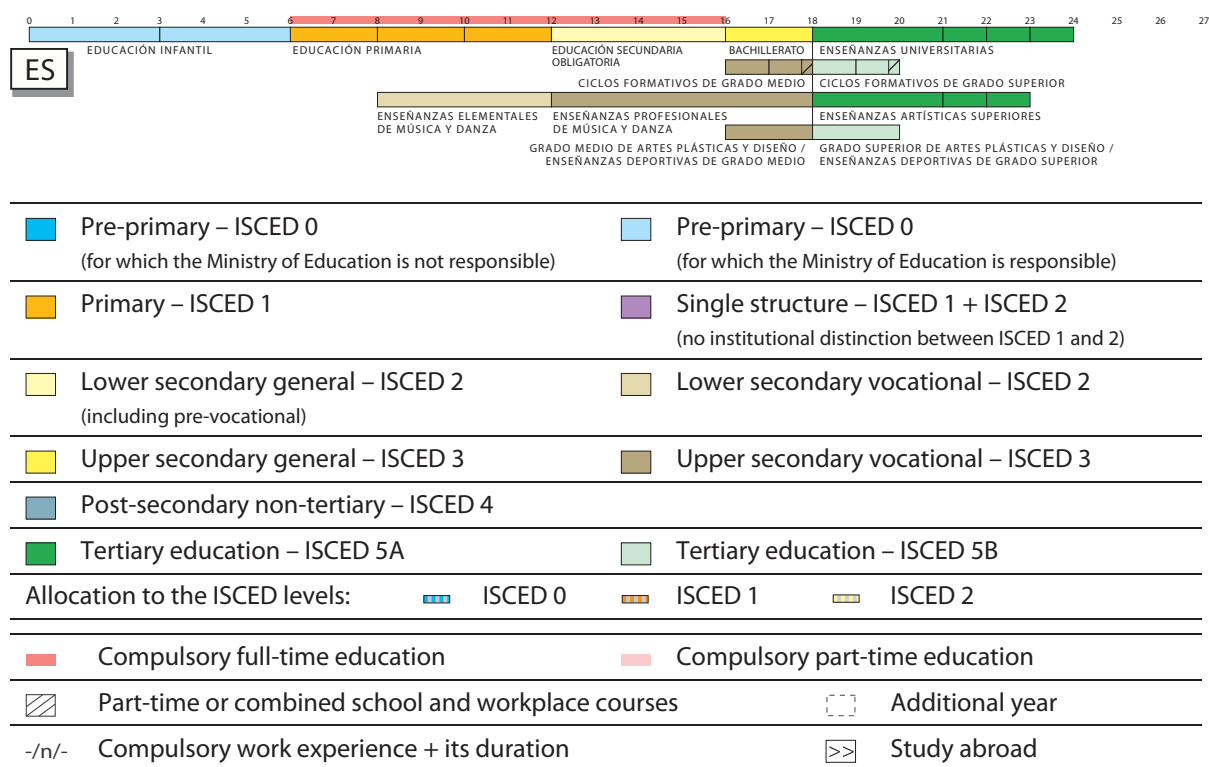 0 1 2 3 4 5 6 7 8 9 10 11 12 13 14 15 16 17 18 19 20 21 22 23 24 25 26 27
ES
EDUCACIÓN INFANTIL
EDUCACIÓN PRIMARIA
EDUCACIÓN SECUNDARIA
OBLIGATORIA
BACHILLERATO
ENSEÑANZAS UNIVERSITARIAS
CICLOS FORMATIVOS DE GRADO MEDIO
CICLOS FORMATIVOS DE GRADO SUPERIOR
ENSEÑANZAS ELEMENTALES
DE MÚSICA Y DANZA
ENSEÑANZAS PROFESIONALES
DE MÚSICA Y DANZA
ENSEÑANZAS ARTÍSTICAS SUPERIORES
GRADO MEDIO DE ARTES PLÁSTICAS Y DISEÑO /
ENSEÑANZAS DEPORTIVAS DE GRADO MEDIO
GRADO SUPERIOR DE ARTES PLÁSTICAS Y DISEÑO /
ENSEÑANZAS DEPORTIVAS DE GRADO SUPERIOR
Pre-primary – ISCED 0
(for which the Ministry of Education is not responsible)
Pre-primary – ISCED 0
(for which the Ministry of Education is responsible)
Primary – ISCED 1
Single structure – ISCED 1 + ISCED 2
(no institutional distinction between ISCED 1 and 2)
Lower secondary general – ISCED 2
(including pre-vocational)
Lower secondary vocational – ISCED 2
Upper secondary general – ISCED 3
Upper secondary vocational – ISCED 3
Post-secondary non-tertiary – ISCED 4
Tertiary education – ISCED 5A
Tertiary education – ISCED 5B
Allocation to the ISCED levels: ISCED 0 ISCED 1 ISCED 2
Compulsory full-time education
Compulsory part-time education
Part-time or combined school and workplace courses
Additional year
-/n/- Compulsory work experience + its duration
>> Study abroad